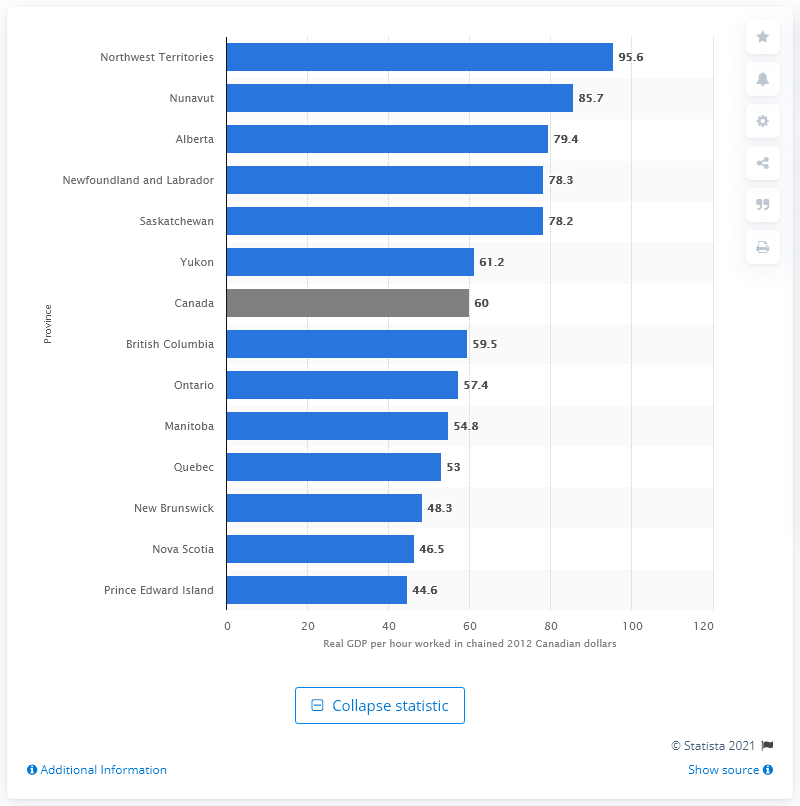 Province
Northwest Territories 95.6
Nunavut 85.7
Alberta 79.4
Newfoundland and Labrador 78.3
Saskatchewan 78.2
Yukon 61.2
Canada 60
British Columbia 59.5
Ontario 57.4
Manitoba 54.8
Quebec 53
New Brunswick 48.3
Nova Scotia 46.5
Prince Edward Island 44.6
0 20 40 60 80 100 120
Real GDP per hour worked in chained 2012 Canadian dollars
Collapse statistic
© Statista 2021
Additional Information Show source